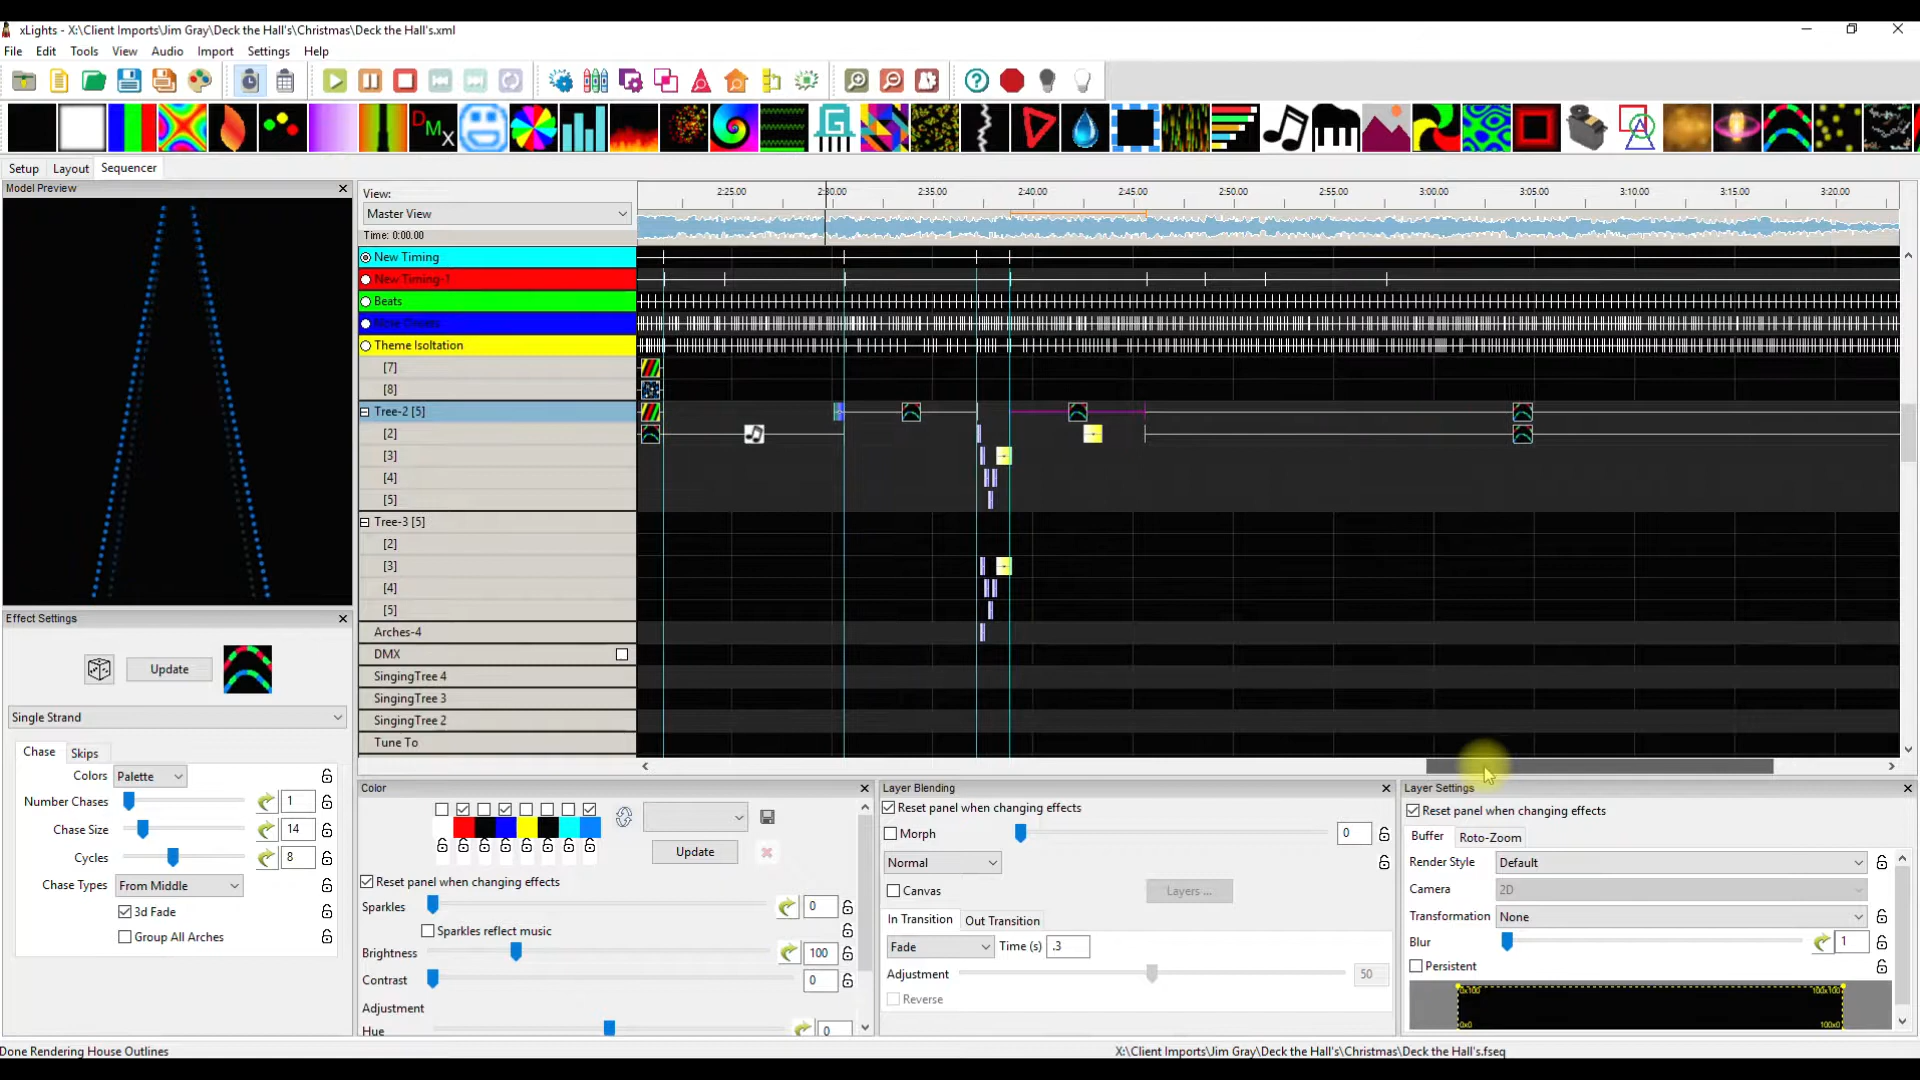 xLights - X:\Client Imports\Jim Gray\Deck the Hall's\Christmas\Deck the Hall's.xml
File Edit Tools View Audio Import Settings Help
DMX
Setup Layout Sequencer
Model Preview
View:
Master View
Time: 0:00.00
2:25.00 2:30.00 2:35.00 2:40.00 2:45.00 2:50.00 2:55.00 3:00.00 3:05.00 3:10.00 3:15.00 3:20.00
New Timing
New Timing-1
Beats
Theme Isoltation
[7]
[8]
Tree-2 [5]
[2]
[3]
[4]
[5]
Tree-3 [5]
[2]
[3]
[4]
[5]
Arches-4
DMX
SingingTree 4
SingingTree 3
SingingTree 2
Tune To
Effect Settings
Update
Single Strand
Chase Skips
Colors Palette
Number Chases 1
Chase Size 14
Cycles 8
Chase Types From Middle
3d Fade
Group All Arches
Color
Update
Reset panel when changing effects
Sparkles 0
Sparkles reflect music
Brightness 100
Contrast 0
Adjustment
Hue 0
Layer Blending
Reset panel when changing effects
Morph 0
Normal
Canvas Layers ...
In Transition Out Transition
Fade Time (s) .3
Adjustment 50
Reverse
Layer Settings
Reset panel when changing effects
Buffer Roto-Zoom
Render Style Default
Camera 2D
Transformation None
Blur 1
Persistent
0x100 100x100
0x0 100x0
Done Rendering House Outlines
X:\Client Imports\Jim Gray\Deck the Hall's\Christmas\Deck the Hall's.fseq